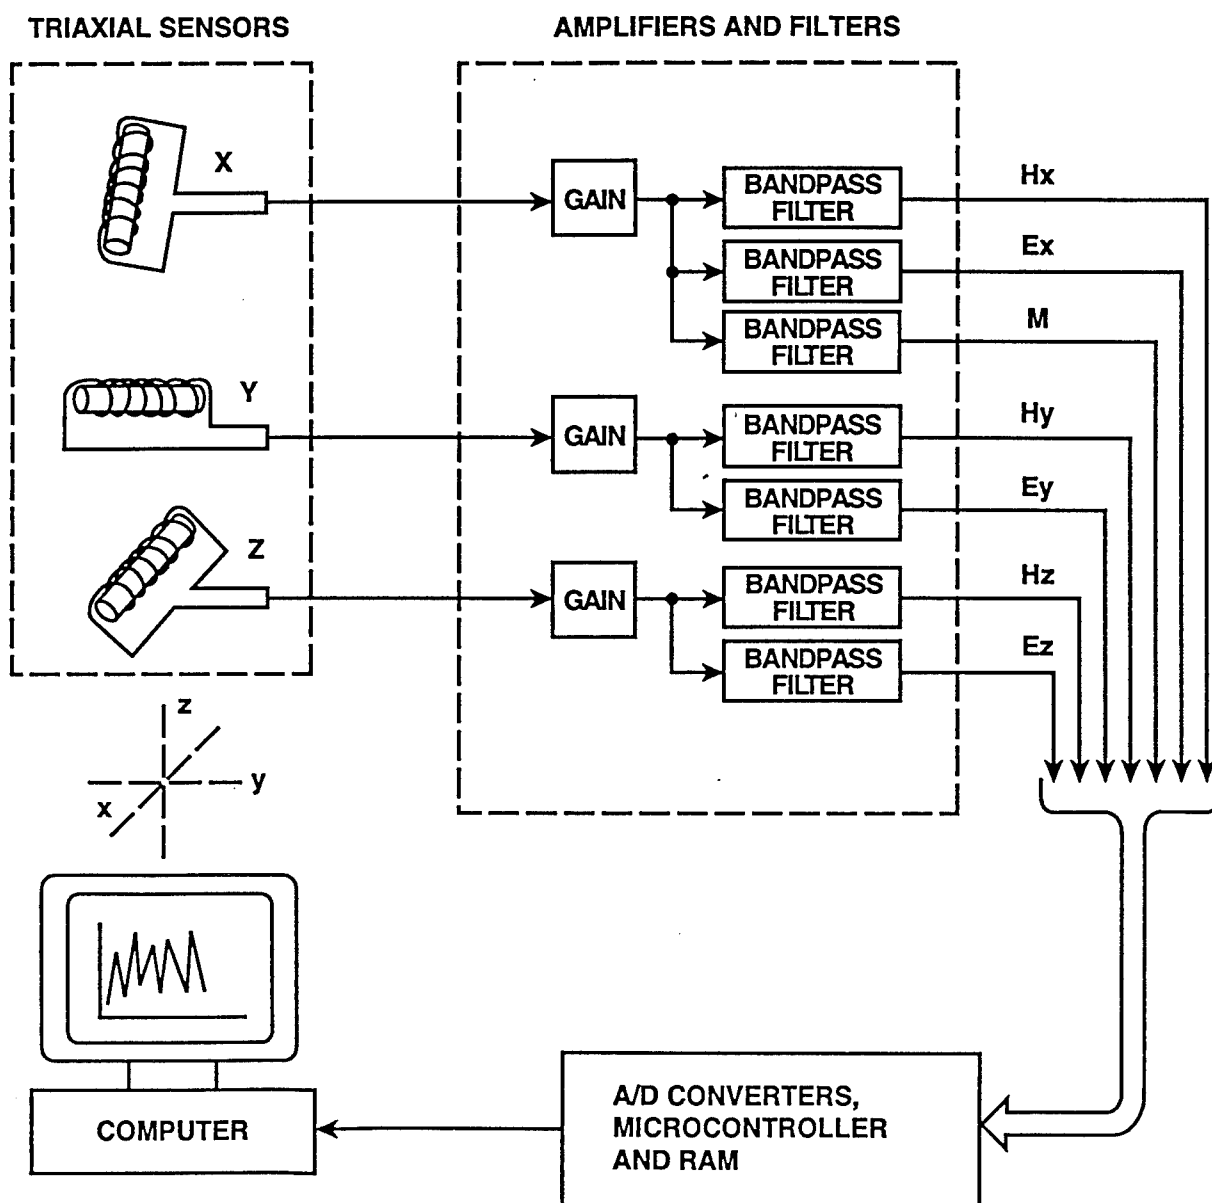 TRIAXIAL SENSORS
AMPLIFIERS AND FILTERS
X
GAIN
BANDPASS
FILTER
Hx
BANDPASS
FILTER
Ex
BANDPASS
FILTER
M
Y
GAIN
BANDPASS
FILTER
Hy
BANDPASS
FILTER
Ey
Z
GAIN
BANDPASS
FILTER
Hz
BANDPASS
FILTER
Ez
z
y
x
COMPUTER
A/D CONVERTERS,
MICROCONTROLLER
AND RAM